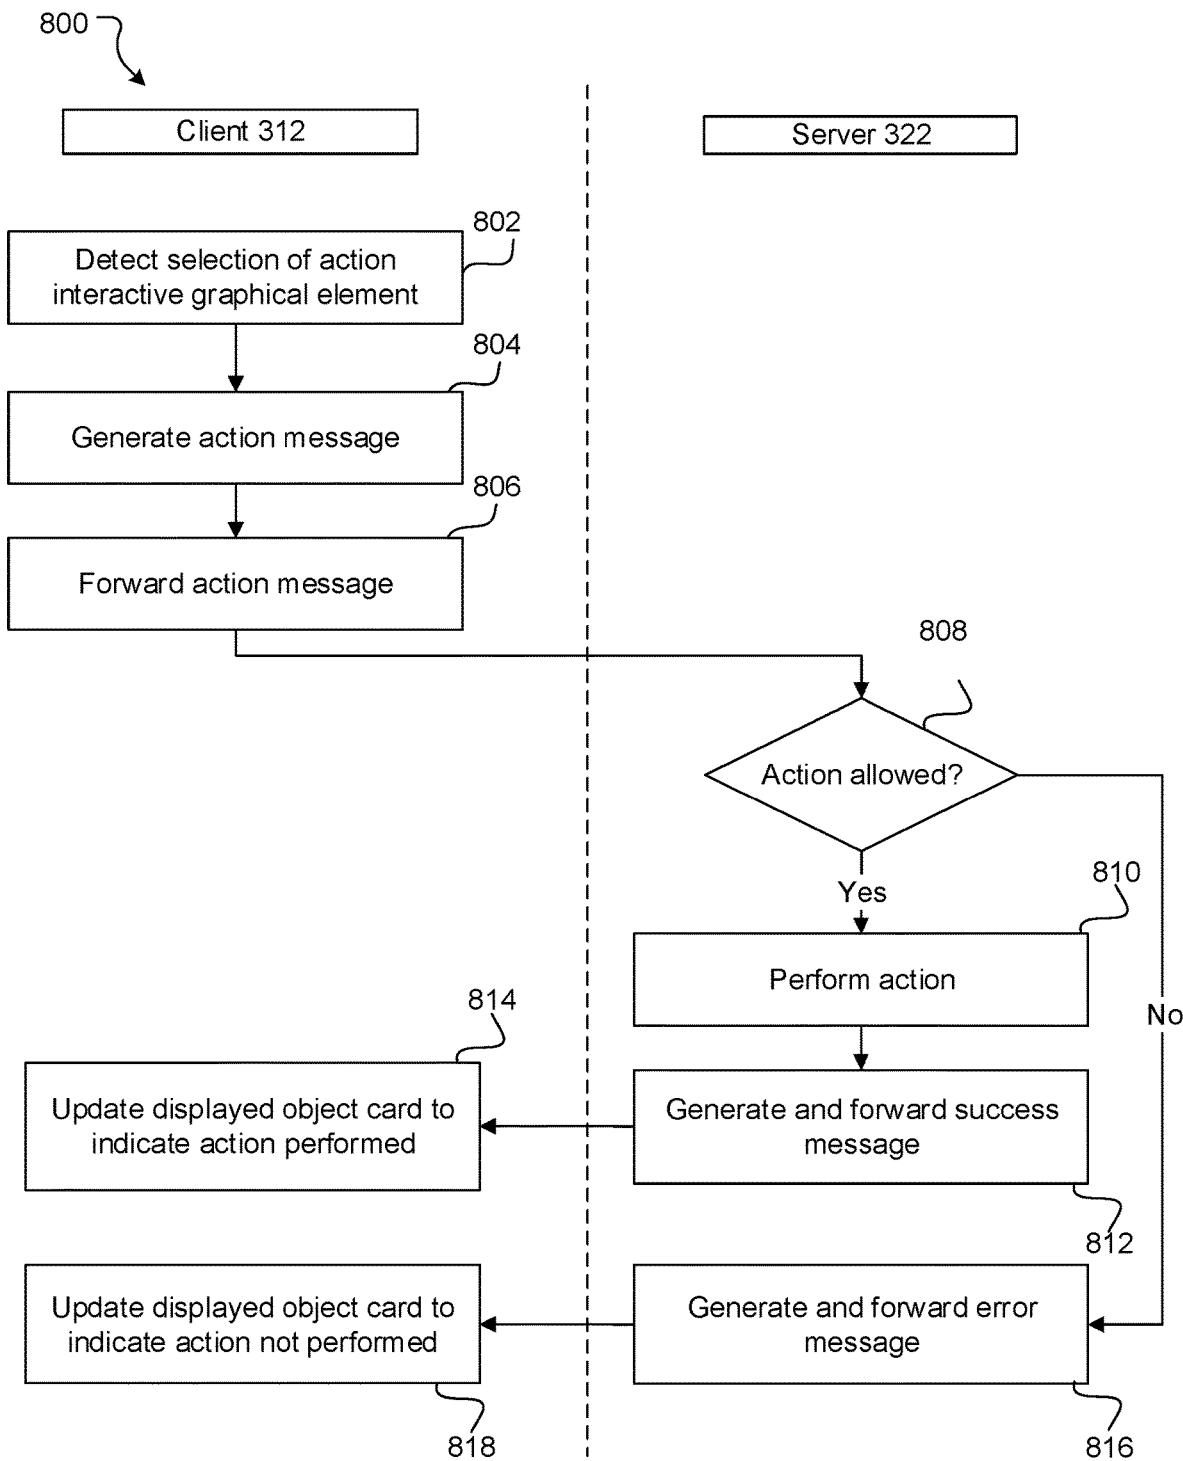 800
Client 312
Server 322
802
Detect selection of action
interactive graphical element
804
Generate action message
806
Forward action message
808
Action allowed?
Yes
810
Perform action
No
814
Update displayed object card to
indicate action performed
Generate and forward success
message
812
Update displayed object card to
indicate action not performed
Generate and forward error
message
818
816